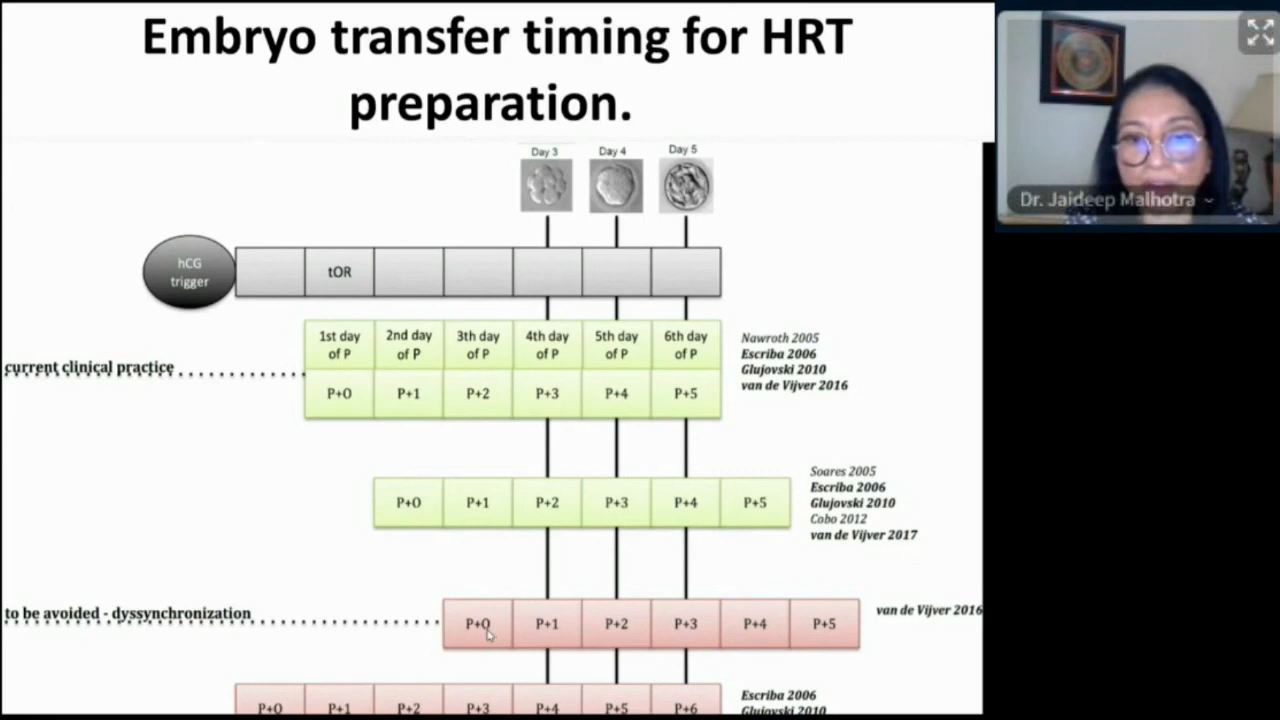 Embryo transfer timing for HRT
preparation.
Dr. Jaideep Malhotra
Day 3 Day 4 Day 5
hCG
trigger
tOR
1st day
of P
2nd day
of P
3th day
of P
4th day
of P
5th day
of P
6th day
of P
Nawroth 2005
Escriba 2006
Glujovski 2010
van de Vijver 2016
current clinical practice
P+0 P+1 P+2 P+3 P+4 P+5
Soares 2005
Escriba 2006
Glujovski 2010
Cobo 2012
van de Vijver 2017
P+0 P+1 P+2 P+3 P+4 P+5
to be avoided - dyssynchronization
P+0 P+1 P+2 P+3 P+4 P+5
van de Vijver 2016
P+0 P+1 P+2 P+3 P+4 P+5 P+6
Escriba 2006
Glujovski 2010